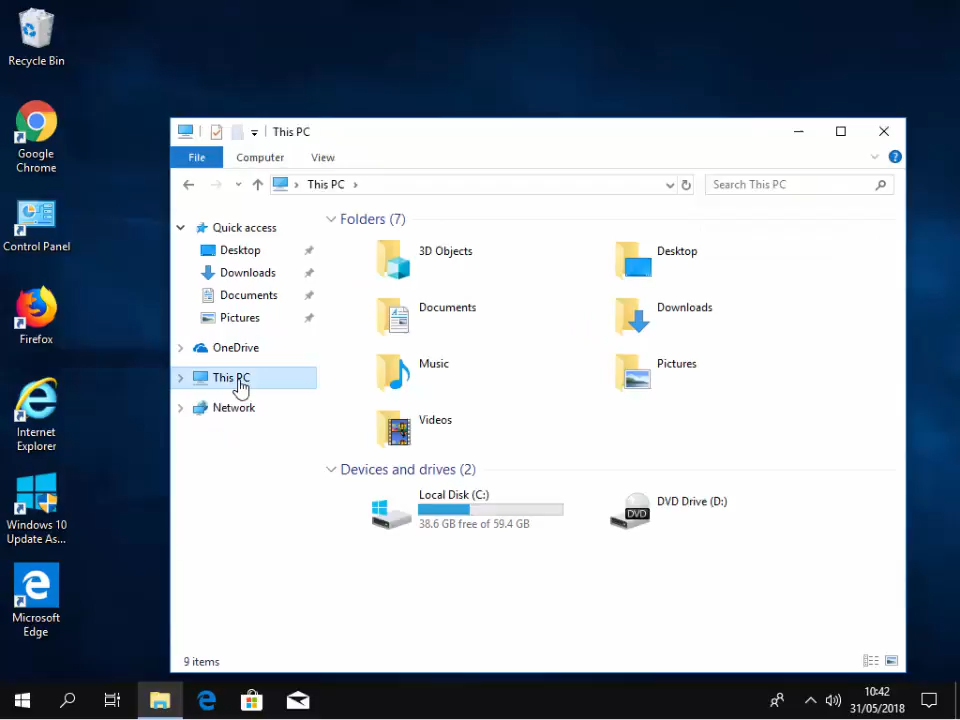 Recycle Bin
Google
Chrome
Control Panel
Firefox
Internet
Explorer
Windows 10
Update As...
Microsoft
Edge
This PC
File
Computer
View
This PC
Search This PC
Quick access
Desktop
Downloads
Documents
Pictures
OneDrive
This PC
Network
Folders (7)
3D Objects
Desktop
Documents
Downloads
Music
Pictures
Videos
Devices and drives (2)
Local Disk (C:)
38.6 GB free of 59.4 GB
DVD
DVD Drive (D:)
9 items
10:42
31/05/2018